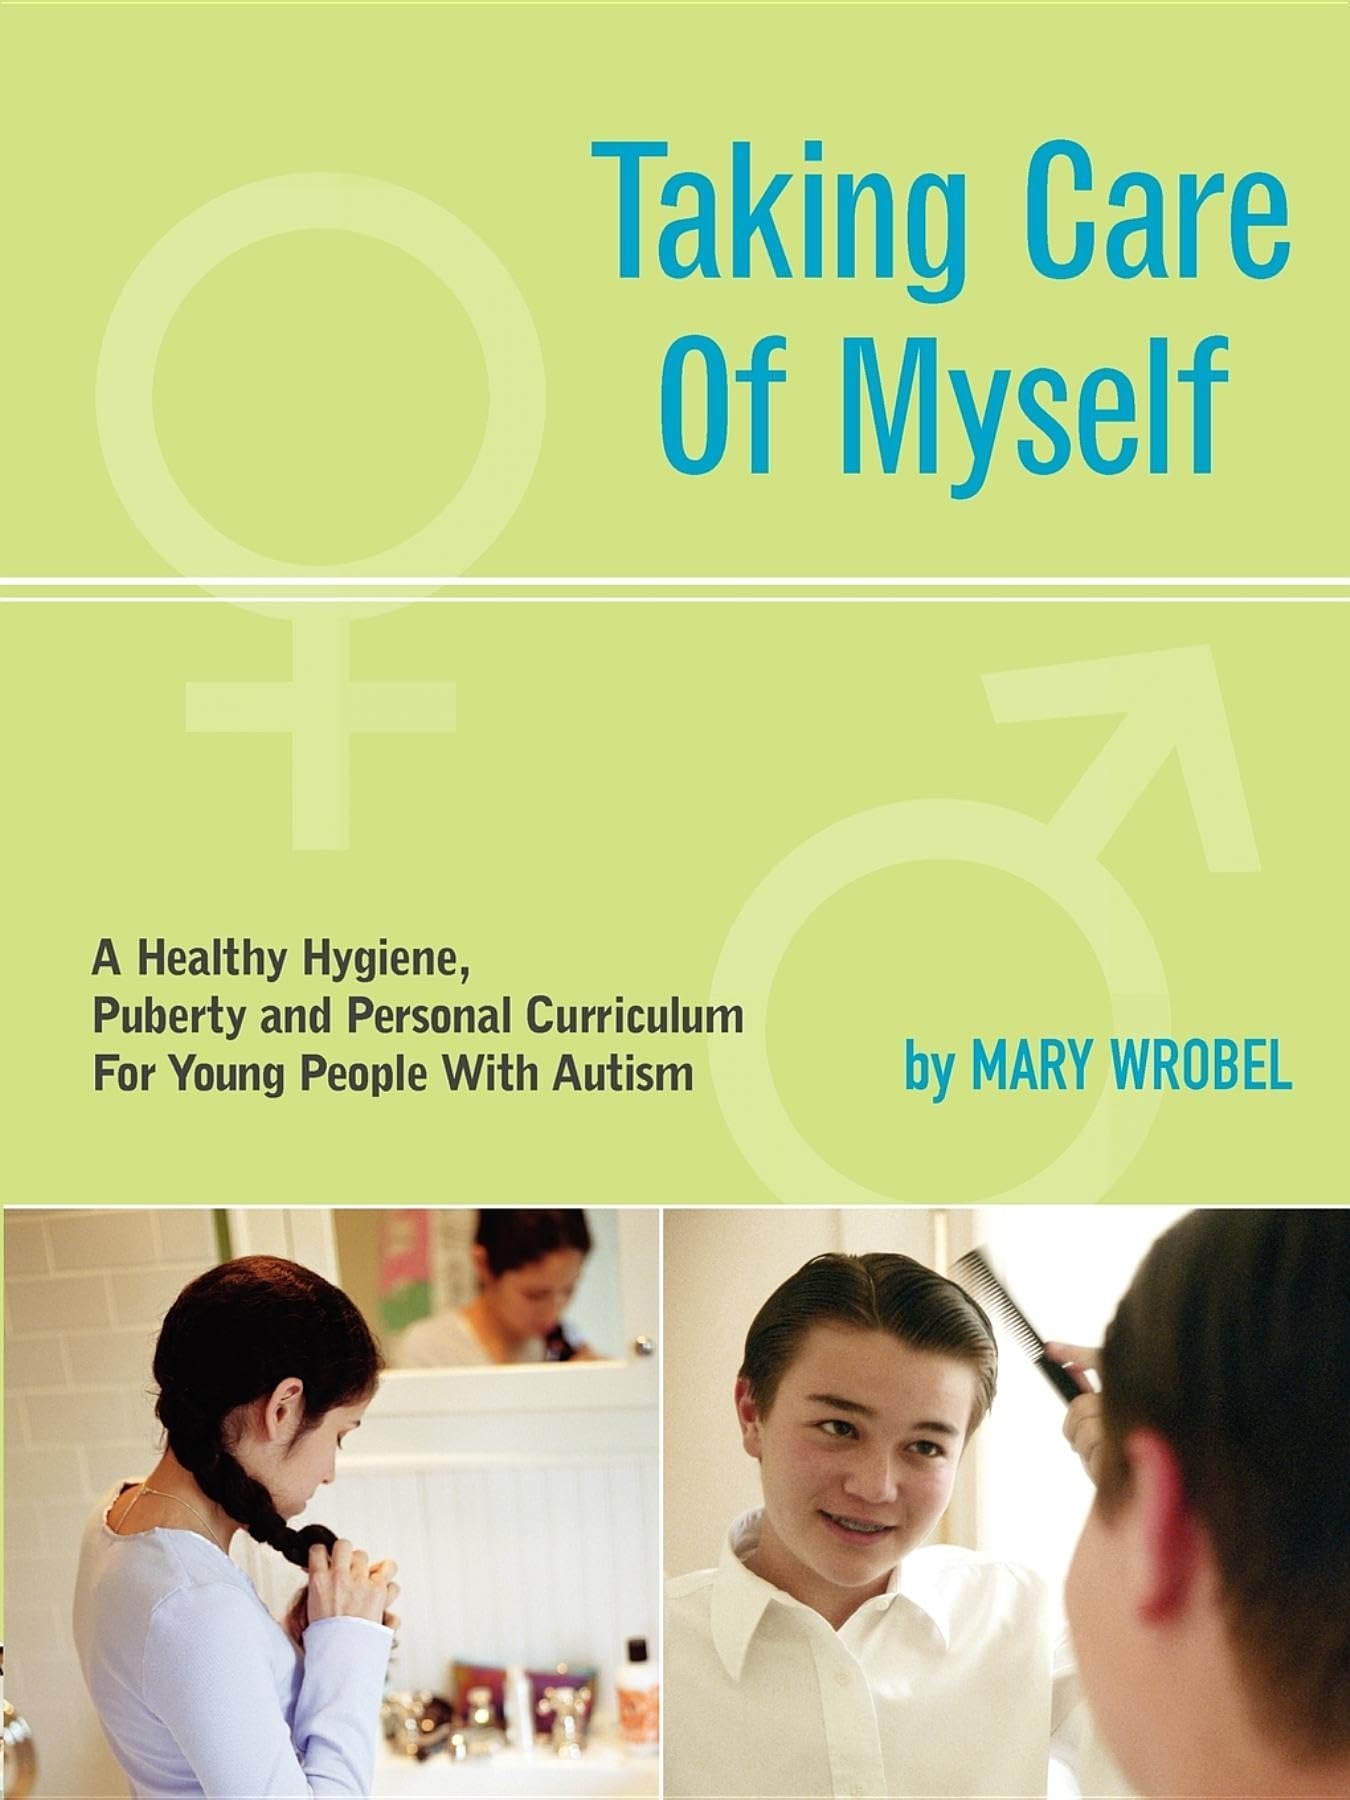 Taking Care
Of Myself
A Healthy Hygiene,
Puberty and Personal Curriculum
For Young People With Autism
by MARY WROBEL